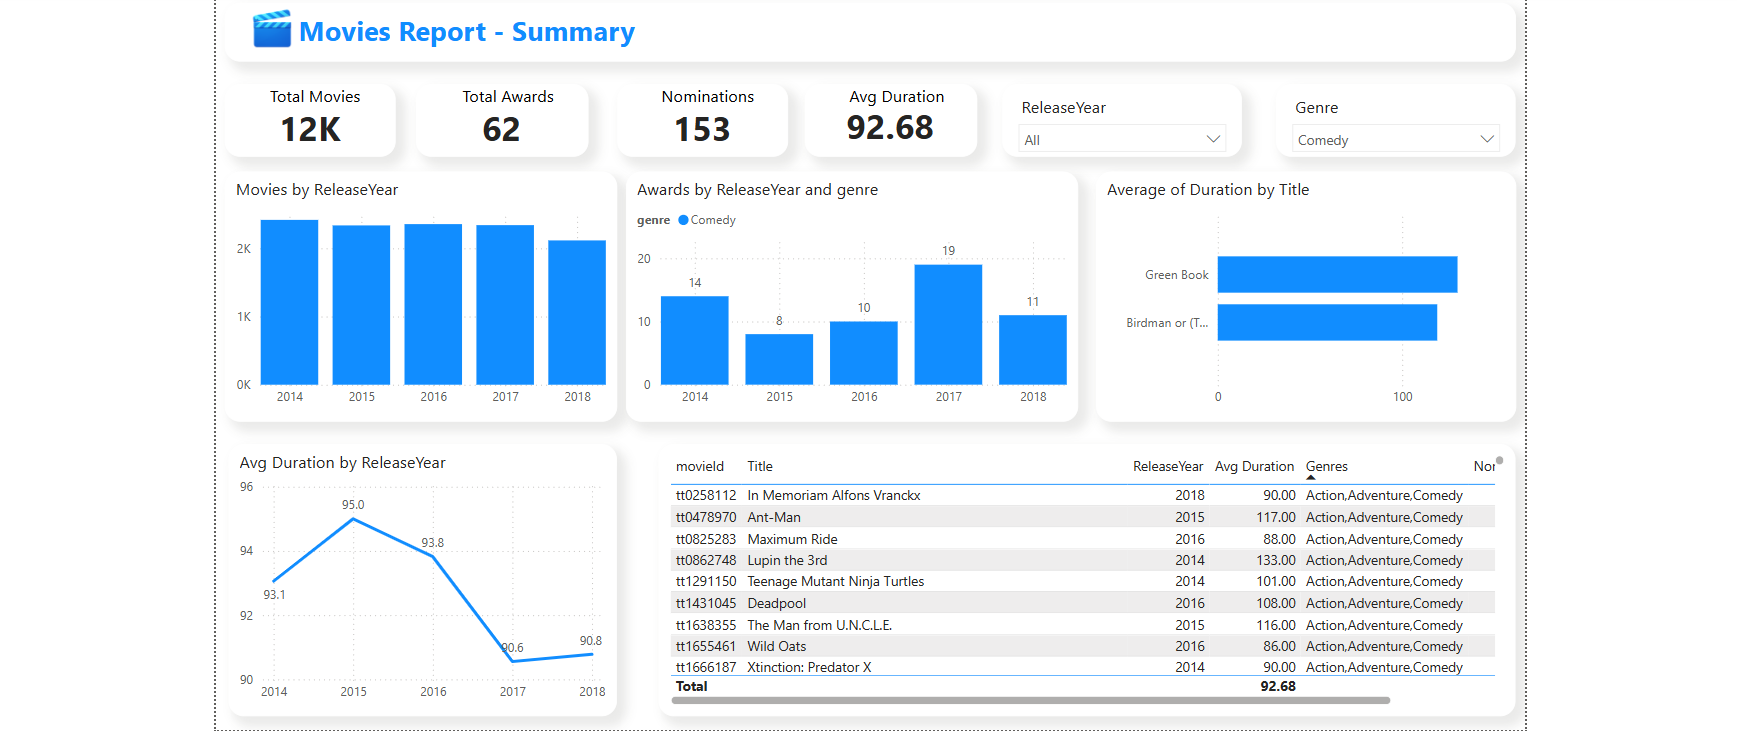 Movies Report - Summary
Total Movies
12K
Total Awards
62
Nominations
153
Avg Duration
92.68
ReleaseYear
All
Genre
Comedy
Movies by ReleaseYear
2K
1K
0K
2014 2015 2016 2017 2018
Awards by ReleaseYear and genre
genre Comedy
20
10
0
14 8 10 19 11
2014 2015 2016 2017 2018
Average of Duration by Title
Green Book
Birdman or (T...
0 100
Avg Duration by ReleaseYear
96
94
92
90
93.1 95.0 93.8 90.6 90.8
2014 2015 2016 2017 2018
movieId Title ReleaseYear Avg Duration Genres Nor
tt0258112 In Memoriam Alfons Vranckx 2018 90.00 Action,Adventure,Comedy
tt0478970 Ant-Man 2015 117.00 Action,Adventure,Comedy
tt0825283 Maximum Ride 2016 88.00 Action,Adventure,Comedy
tt0862748 Lupin the 3rd 2014 133.00 Action,Adventure,Comedy
tt1291150 Teenage Mutant Ninja Turtles 2014 101.00 Action,Adventure,Comedy
tt1431045 Deadpool 2016 108.00 Action,Adventure,Comedy
tt1638355 The Man from U.N.C.L.E. 2015 116.00 Action,Adventure,Comedy
tt1655461 Wild Oats 2016 86.00 Action,Adventure,Comedy
tt1666187 Xtinction: Predator X 2014 90.00 Action,Adventure,Comedy
Total 92.68